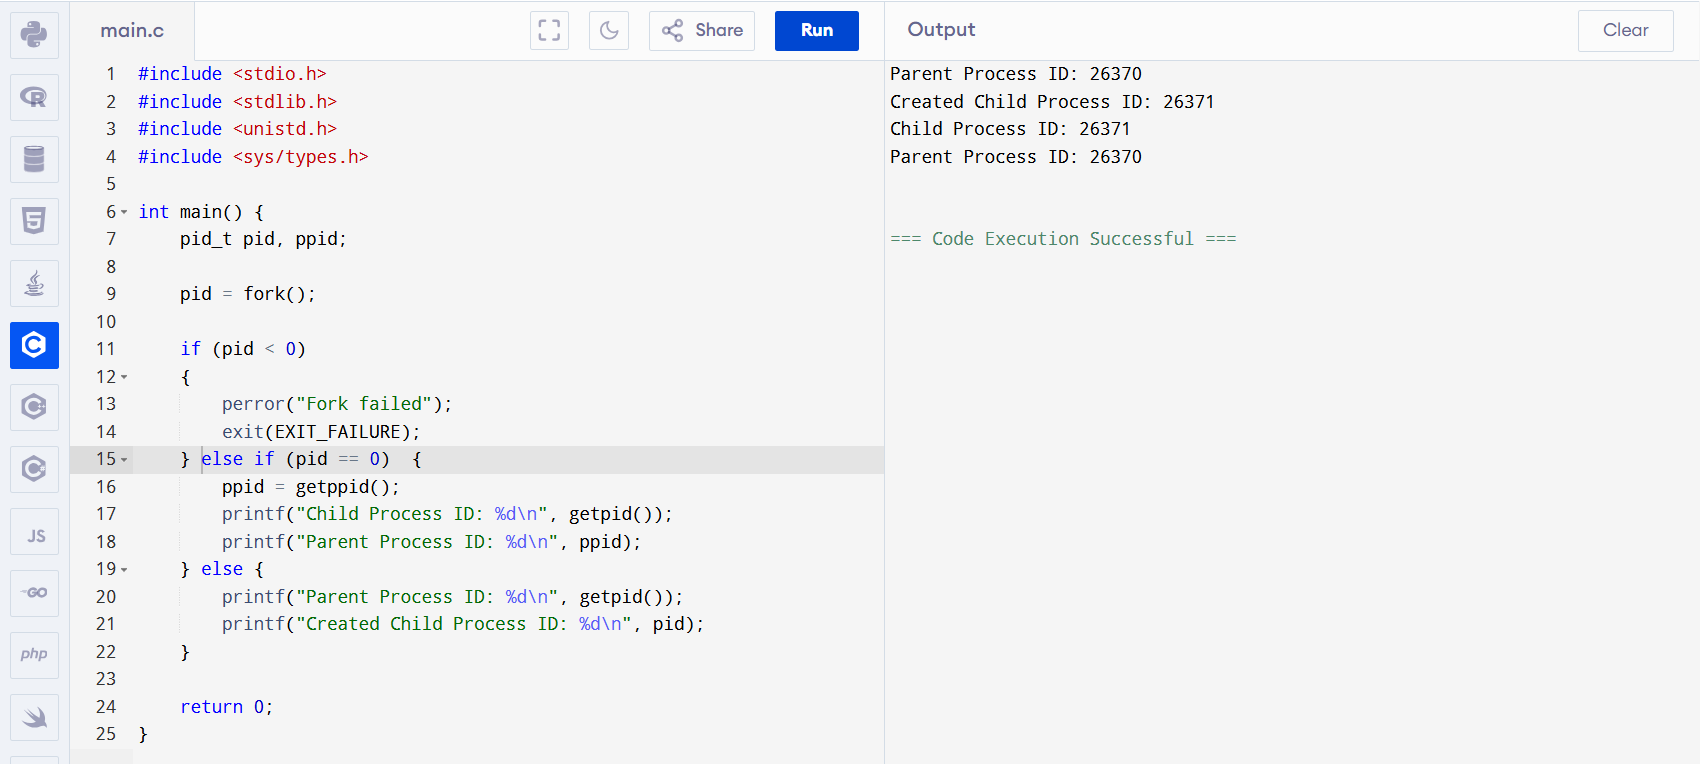 main.c
Share
Run
Output
Clear
R
5
C
C
C
JS
GO
php
1 #include <stdio.h>
2 #include <stdlib.h>
3 #include <unistd.h>
4 #include <sys/types.h>
5
6 int main() {
7     pid_t pid, ppid;
8
9     pid = fork();
10
11     if (pid < 0)
12     {
13         perror("Fork failed");
14         exit(EXIT_FAILURE);
15     } else if (pid == 0)  {
16         ppid = getppid();
17         printf("Child Process ID: %d\n", getpid());
18         printf("Parent Process ID: %d\n", ppid);
19     } else {
20         printf("Parent Process ID: %d\n", getpid());
21         printf("Created Child Process ID: %d\n", pid);
22     }
23
24     return 0;
25 }
Parent Process ID: 26370
Created Child Process ID: 26371
Child Process ID: 26371
Parent Process ID: 26370
=== Code Execution Successful ===